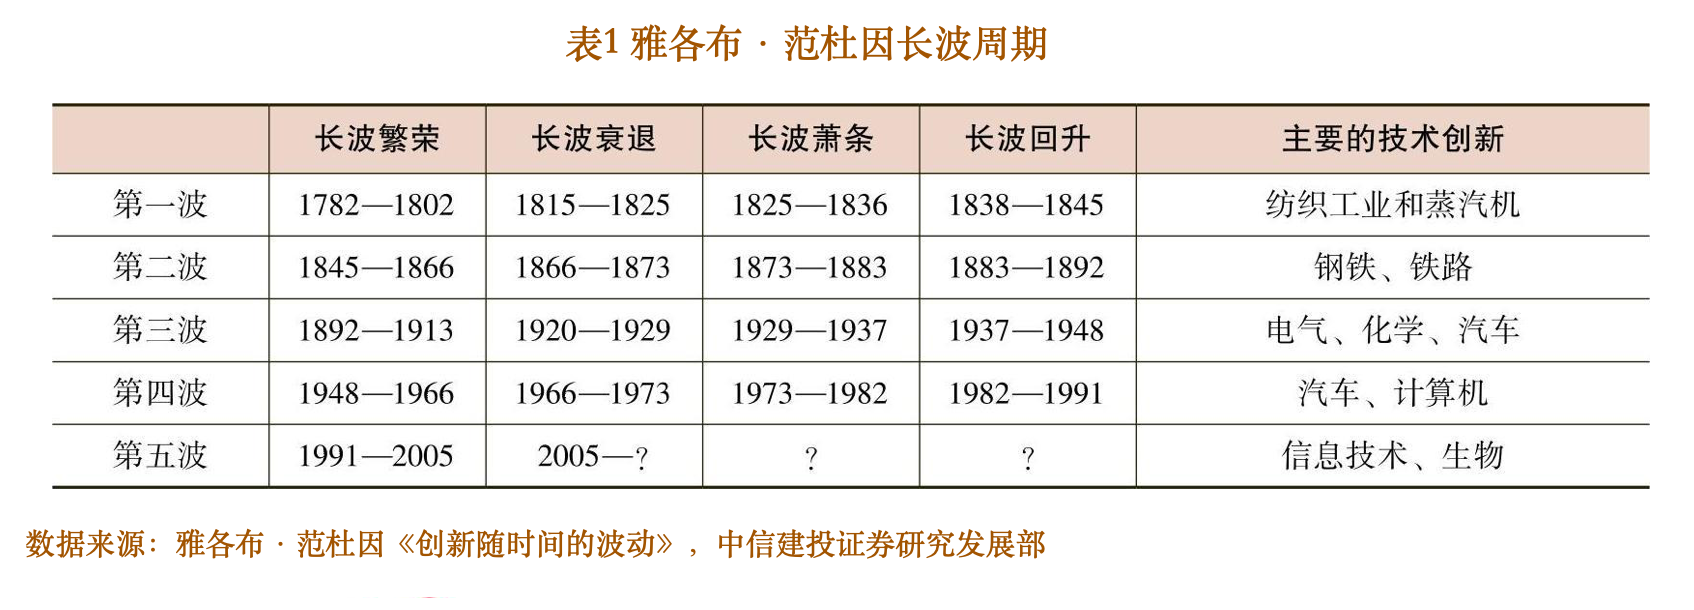 表1 雅各布·范杜因长波周期
长波繁荣 长波衰退 长波萧条 长波回升 主要的技术创新
第一波 1782—1802 1815—1825 1825—1836 1838—1845 纺织工业和蒸汽机
第二波 1845—1866 1866—1873 1873—1883 1883—1892 钢铁、铁路
第三波 1892—1913 1920—1929 1929—1937 1937—1948 电气、化学、汽车
第四波 1948—1966 1966—1973 1973—1982 1982—1991 汽车、计算机
第五波 1991—2005 2005—? ? ? 信息技术、生物
数据来源：雅各布·范杜因《创新随时间的波动》，中信建投证券研究发展部